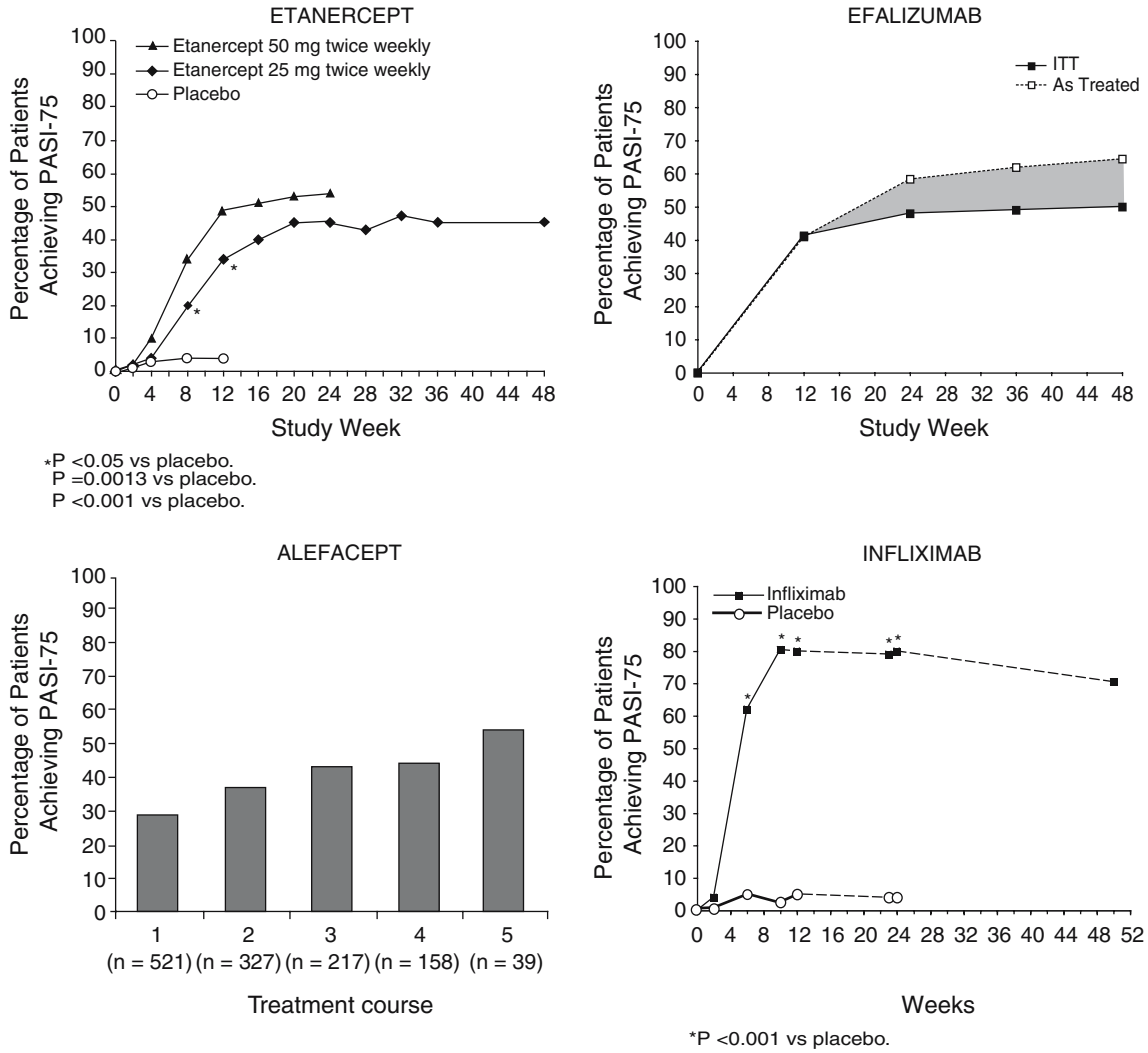 ETANERCEPT
Etanercept 50 mg twice weekly
Etanercept 25 mg twice weekly
Placebo
Percentage of Patients
Achieving PASI-75
100
90
80
70
60
50
40
30
20
10
0
0 4 8 12 16 20 24 28 32 36 40 44 48
* *
Study Week
*P <0.05 vs placebo.
P =0.0013 vs placebo.
P <0.001 vs placebo.
EFALIZUMAB
ITT
As Treated
Percentage of Patients
Achieving PASI-75
100
90
80
70
60
50
40
30
20
10
0
0 4 8 12 16 20 24 28 32 36 40 44 48
Study Week
ALEFACEPT
Percentage of Patients
Achieving PASI-75
100
90
80
70
60
50
40
30
20
10
0
1 2 3 4 5
(n = 521) (n = 327) (n = 217) (n = 158) (n = 39)
Treatment course
INFLIXIMAB
Infliximab
Placebo
Percentage of Patients
Achieving PASI-75
100
90
80
70
60
50
40
30
20
10
0
* * * * *
0 4 8 12 16 20 24 28 32 36 40 44 48 52
Weeks
*P <0.001 vs placebo.